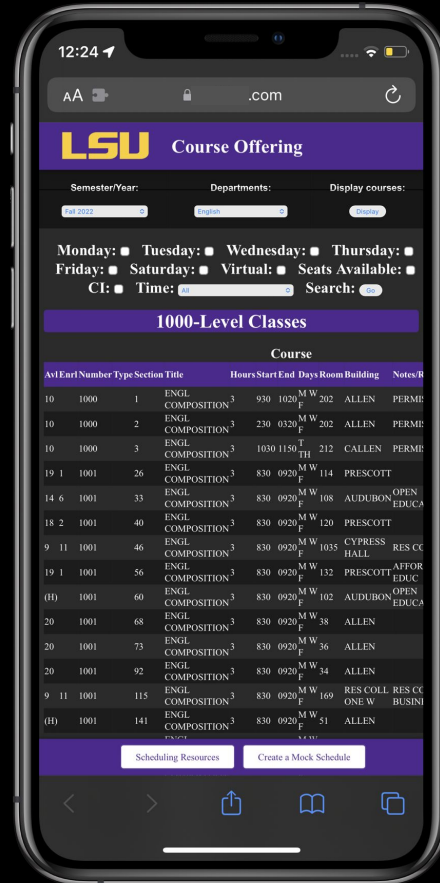 12:24
AA .com
LSU Course Offering
Semester/Year: Departments: Display courses:
Fall 2022 English Display
Monday: Tuesday: Wednesday: Thursday:
Friday: Saturday: Virtual: Seats Available:
CI: Time: All Search: Go
1000-Level Classes
Course
Avl Enrl Number Type Section Title Hours Start End Days Room Building Notes/R
10 1000 1 ENGL COMPOSITION 3 930 1020 M W F 202 ALLEN PERMIS
10 1000 2 ENGL COMPOSITION 3 230 0320 M W F 202 ALLEN PERMIS
10 1000 3 ENGL COMPOSITION 3 1030 1150 T TH 212 CALLEN PERMIS
19 1 1001 26 ENGL COMPOSITION 3 830 0920 M W F 114 PRESCOTT
14 6 1001 33 ENGL COMPOSITION 3 830 0920 M W F 108 AUDUBON OPEN EDUCA
18 2 1001 40 ENGL COMPOSITION 3 830 0920 M W F 120 PRESCOTT
9 11 1001 46 ENGL COMPOSITION 3 830 0920 M W F 1035 CYPRESS HALL RES CO
19 1 1001 56 ENGL COMPOSITION 3 830 0920 M W F 132 PRESCOTT AFFOR EDUC
(H) 1001 60 ENGL COMPOSITION 3 830 0920 M W F 102 AUDUBON OPEN EDUCA
20 1001 68 ENGL COMPOSITION 3 830 0920 M W F 38 ALLEN
20 1001 73 ENGL COMPOSITION 3 830 0920 M W F 36 ALLEN
20 1001 92 ENGL COMPOSITION 3 830 0920 M W F 34 ALLEN
9 11 1001 115 ENGL COMPOSITION 3 830 0920 M W F 169 RES COLL ONE W RES CO BUSINE
(H) 1001 141 ENGL COMPOSITION 3 830 0920 M W F 51 ALLEN
Scheduling Resources Create a Mock Schedule